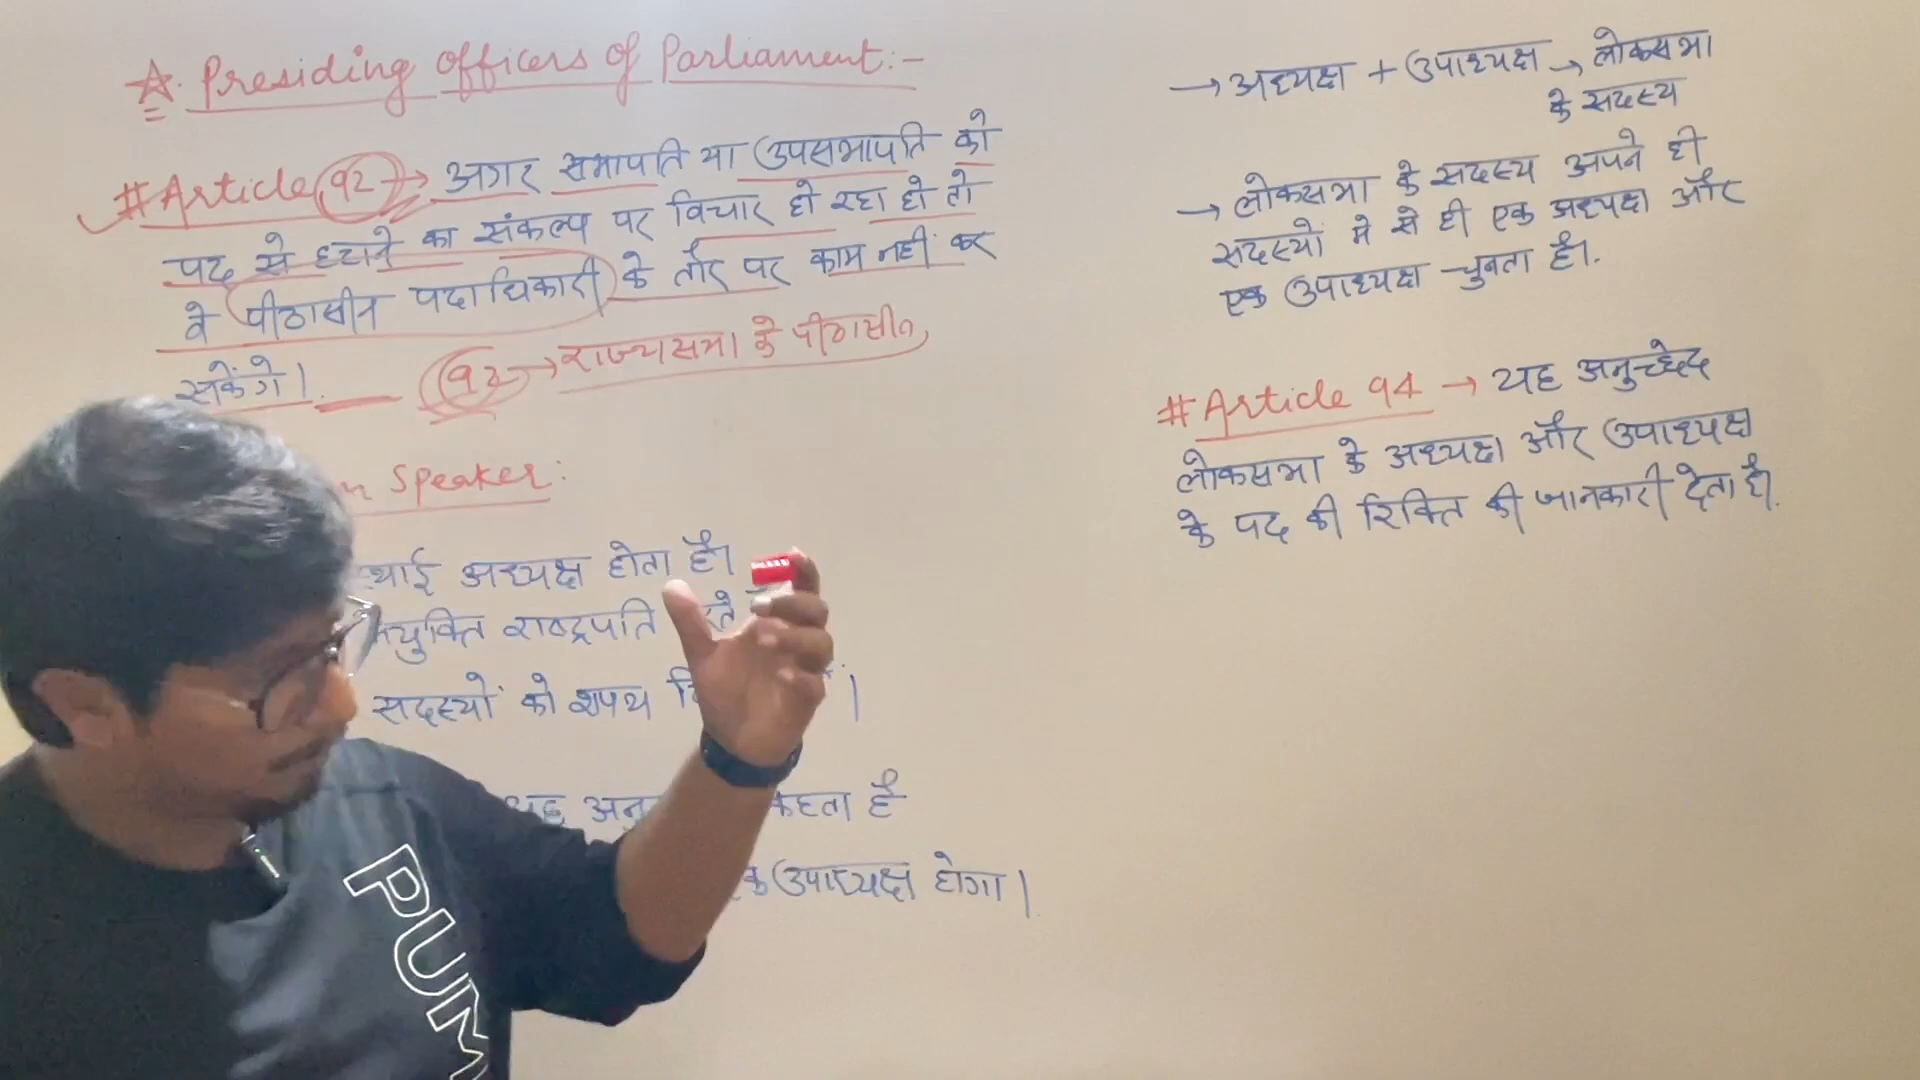 ☆. Presiding officers of Parliament:-
#Article 92 → अगर सभापति या उपसभापति को
पद से हटाने का संकल्प पर विचार हो रहा हो तो
वे पीठासीन पदाधिकारी के तौर पर काम नहीं कर
सकेंगे।
92 → राज्यसभा के पीठासीन
Speaker:
अध्यक्ष होता है।
राष्ट्रपति
सदस्यों को शपथ
कहता है
उपाध्यक्ष होगा।
→ अध्यक्ष + उपाध्यक्ष → लोकसभा
के सदस्य
→ लोकसभा के सदस्य अपने ही
सदस्यों मे से ही एक अध्यक्ष और
एक उपाध्यक्ष चुनता है।
#Article 94 → यह अनुच्छेद
लोकसभा के अध्यक्ष और उपाध्यक्ष
के पद की रिक्ति की जानकारी देता है।
PUM